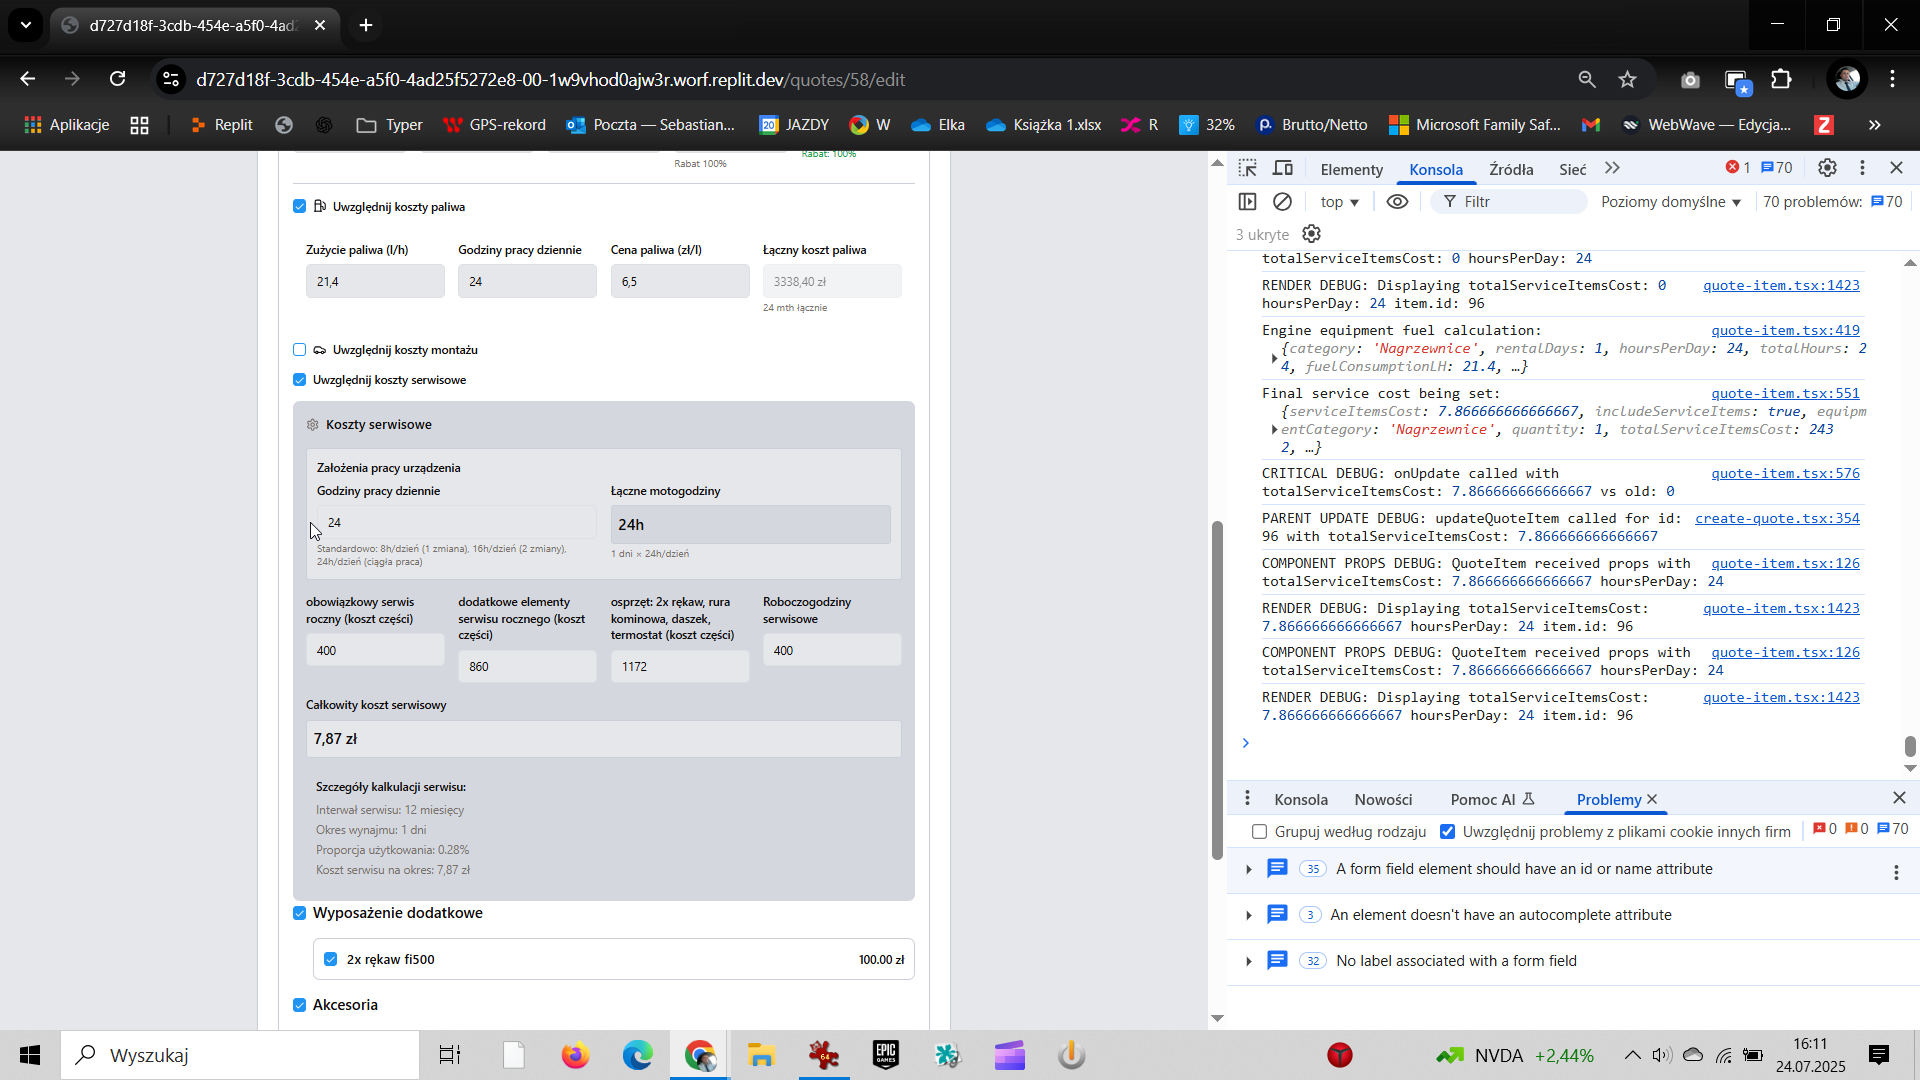 d727d18f-3cdb-454e-a5f0-4ad2
d727d18f-3cdb-454e-a5f0-4ad25f5272e8-00-1w9vhod0ajw3r.worf.replit.dev/quotes/58/edit
Aplikacje
Replit
Typer
GPS-rekord
Poczta — Sebastian...
JAZDY
W
Elka
Książka 1.xlsx
R
32%
Brutto/Netto
Microsoft Family Saf...
WebWave — Edycja...
Rabat 100%
Rabat: 100%
Uwzględnij koszty paliwa
Zużycie paliwa (l/h)
Godziny pracy dziennie
Cena paliwa (zł/l)
Łączny koszt paliwa
21,4
24
6,5
3338,40 zł
24 mth łącznie
Uwzględnij koszty montażu
Uwzględnij koszty serwisowe
Koszty serwisowe
Założenia pracy urządzenia
Godziny pracy dziennie
Łączne motogodziny
24
24h
Standardowo: 8h/dzień (1 zmiana), 16h/dzień (2 zmiany),
24h/dzień (ciągła praca)
1 dni × 24h/dzień
obowiązkowy serwis
roczny (koszt części)
dodatkowe elementy
serwisu rocznego (koszt
części)
osprzęt: 2x rękaw, rura
kominowa, daszek,
termostat (koszt części)
Roboczogodziny
serwisowe
400
860
1172
400
Całkowity koszt serwisowy
7,87 zł
Szczegóły kalkulacji serwisu:
Interwał serwisu: 12 miesięcy
Okres wynajmu: 1 dni
Proporcja użytkowania: 0.28%
Koszt serwisu na okres: 7,87 zł
Wyposażenie dodatkowe
2x rękaw fi500
100.00 zł
Akcesoria
Elementy
Konsola
Źródła
Sieć
1
70
top
Filtr
Poziomy domyślne
70 problemów:
70
3 ukryte
totalServiceItemsCost: 0 hoursPerDay: 24
RENDER DEBUG: Displaying totalServiceItemsCost: 0 quote-item.tsx:1423
hoursPerDay: 24 item.id: 96
Engine equipment fuel calculation: quote-item.tsx:419
{category: 'Nagrzewnice', rentalDays: 1, hoursPerDay: 24, totalHours: 2
4, fuelConsumptionLH: 21.4, …}
Final service cost being set: quote-item.tsx:551
{serviceItemsCost: 7.866666666666667, includeServiceItems: true, equipm
entCategory: 'Nagrzewnice', quantity: 1, totalServiceItemsCost: 243
2, …}
CRITICAL DEBUG: onUpdate called with quote-item.tsx:576
totalServiceItemsCost: 7.866666666666667 vs old: 0
PARENT UPDATE DEBUG: updateQuoteItem called for id: create-quote.tsx:354
96 with totalServiceItemsCost: 7.866666666666667
COMPONENT PROPS DEBUG: QuoteItem received props with quote-item.tsx:126
totalServiceItemsCost: 7.866666666666667 hoursPerDay: 24
RENDER DEBUG: Displaying totalServiceItemsCost: quote-item.tsx:1423
7.866666666666667 hoursPerDay: 24 item.id: 96
COMPONENT PROPS DEBUG: QuoteItem received props with quote-item.tsx:126
totalServiceItemsCost: 7.866666666666667 hoursPerDay: 24
RENDER DEBUG: Displaying totalServiceItemsCost: quote-item.tsx:1423
7.866666666666667 hoursPerDay: 24 item.id: 96
Konsola
Nowości
Pomoc AI
Problemy
Grupuj według rodzaju
Uwzględnij problemy z plikami cookie innych firm
0
0
70
35 A form field element should have an id or name attribute
3 An element doesn't have an autocomplete attribute
32 No label associated with a form field
Wyszukaj
64
EPIC GAMES
NVDA +2,44%
16:11
24.07.2025